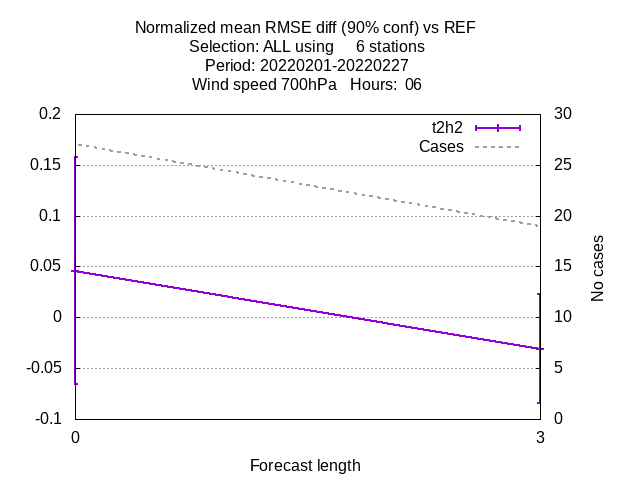 Normalized mean RMSE diff (90% conf) vs REF
Selection: ALL using     6 stations
Period: 20220201-20220227
Wind speed 700hPa   Hours:  06
t2h2
Cases
0.2
0.15
0.1
0.05
0
-0.05
-0.1
30
25
20
15
10
5
0
No cases
0
3
Forecast length